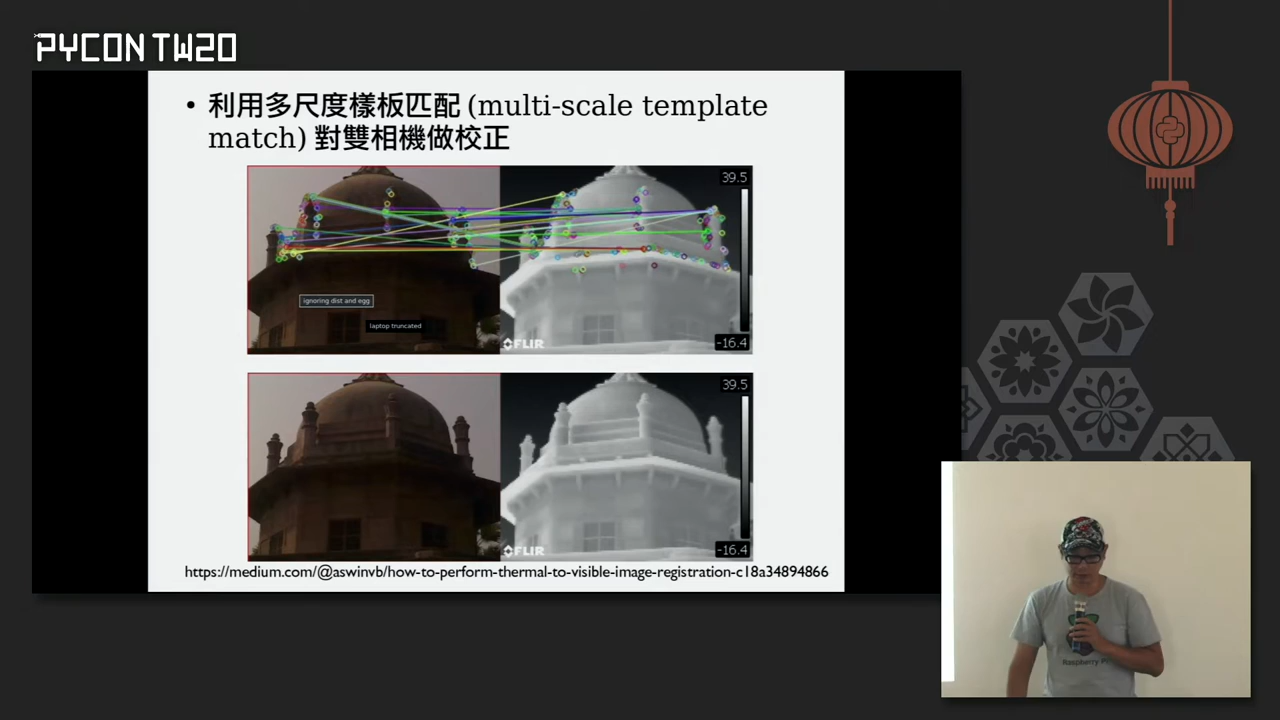 PYCON TW20
• 利用多尺度樣板匹配 (multi-scale template
match) 對雙相機做校正
39.5
ignoring dist and egg
laptop truncated
FLIR
-16.4
39.5
FLIR
-16.4
https://medium.com/@aswinvb/how-to-perform-thermal-to-visible-image-registration-c18a34894866
Raspberry Pi